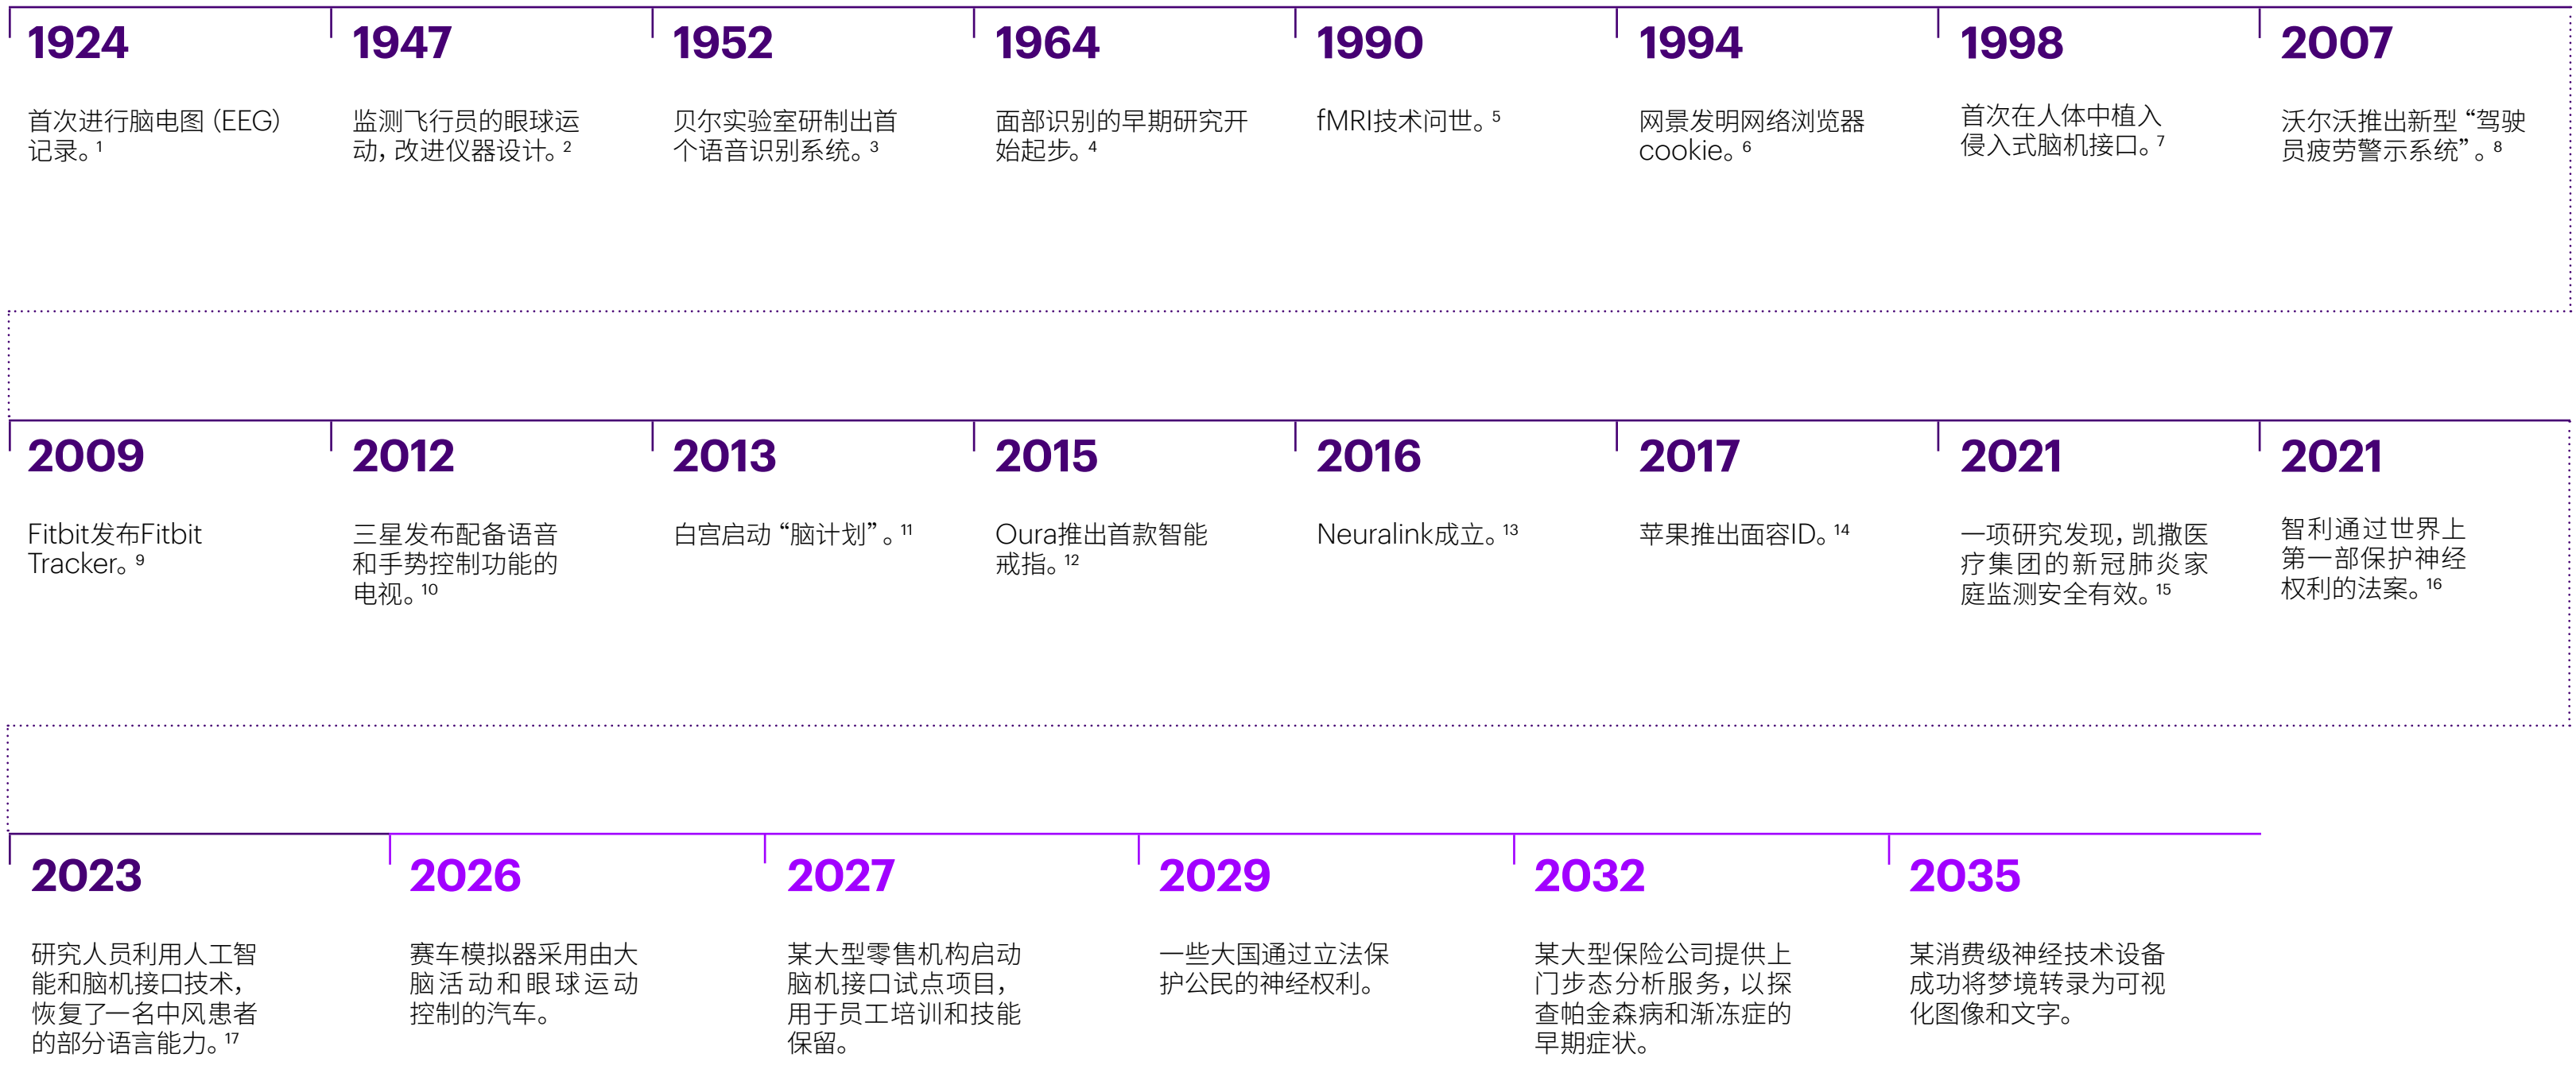 1924
首次进行脑电图（EEG）
记录。1
1947
监测飞行员的眼球运
动，改进仪器设计。2
1952
贝尔实验室研制出首
个语音识别系统。3
1964
面部识别的早期研究开
始起步。4
1990
fMRI技术问世。5
1994
网景发明网络浏览器
cookie。6
1998
首次在人体中植入
侵入式脑机接口。7
2007
沃尔沃推出新型“驾驶
员疲劳警示系统”。8
2009
Fitbit发布Fitbit
Tracker。9
2012
三星发布配备语音
和手势控制功能的
电视。10
2013
白宫启动“脑计划”。11
2015
Oura推出首款智能
戒指。12
2016
Neuralink成立。13
2017
苹果推出面容ID。14
2021
一项研究发现，凯撒医
疗集团的新冠肺炎家
庭监测安全有效。15
2021
智利通过世界上
第一部保护神经
权利的法案。16
2023
研究人员利用人工智
能和脑机接口技术，
恢复了一名中风患者
的部分语言能力。17
2026
赛车模拟器采用由大
脑活动和眼球运动
控制的汽车。
2027
某大型零售机构启动
脑机接口试点项目，
用于员工培训和技能
保留。
2029
一些大国通过立法保
护公民的神经权利。
2032
某大型保险公司提供上
门步态分析服务，以探
查帕金森病和渐冻症的
早期症状。
2035
某消费级神经技术设备
成功将梦境转录为可视
化图像和文字。